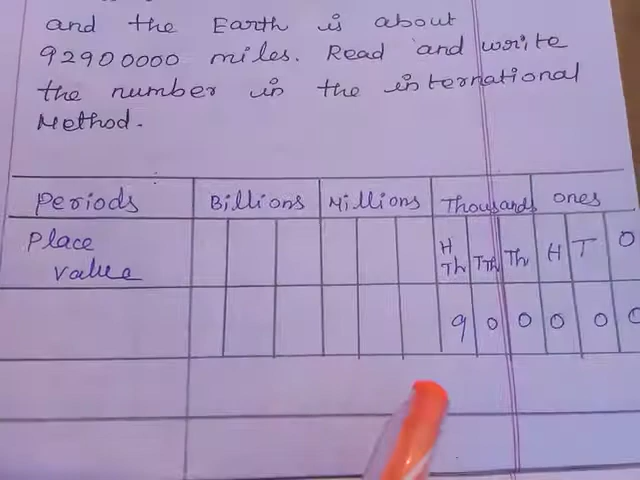 and the Earth is about
92900000 miles. Read and write
the number in the international
Method.
Periods Billions Millions Thousands ones
Place value H Th T Th Th H T O
9 0 0 0 0 0